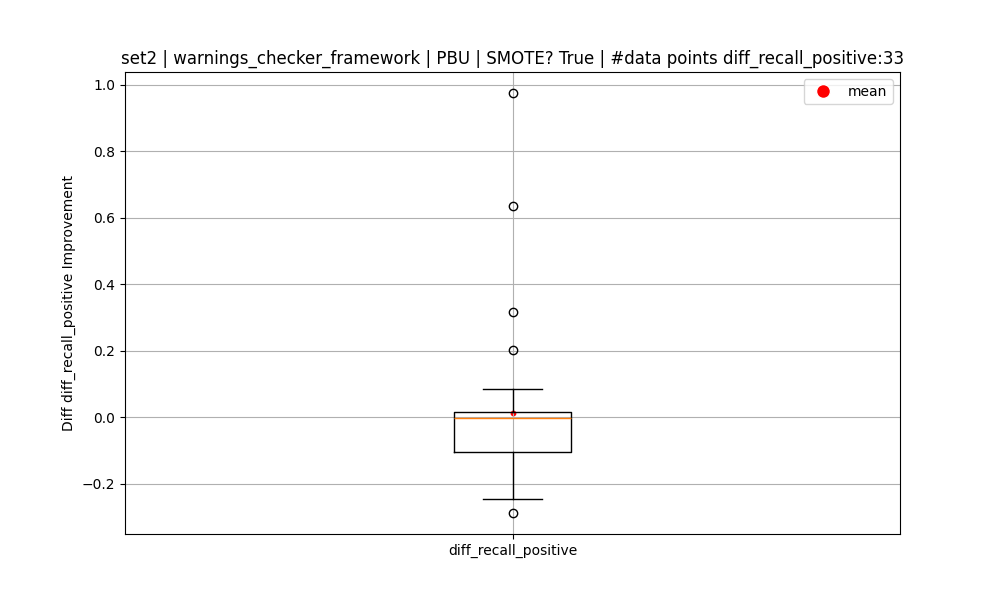 set2 | warnings_checker_framework | PBU | SMOTE? True | #data points diff_recall_positive:33
mean
1.0
0.8
0.6
0.4
0.2
0.0
−0.2
Diff diff_recall_positive Improvement
diff_recall_positive